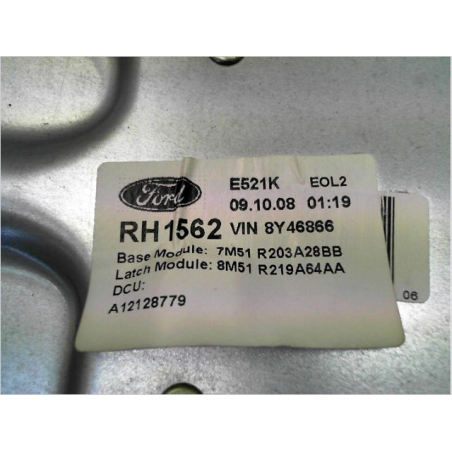 Ford
E521K EOL2
09.10.08 01:19
RH1562 VIN 8Y46866
Base Module: 7M51 R203A28BB
Latch Module: 8M51 R219A64AA
DCU:
A12128779
06